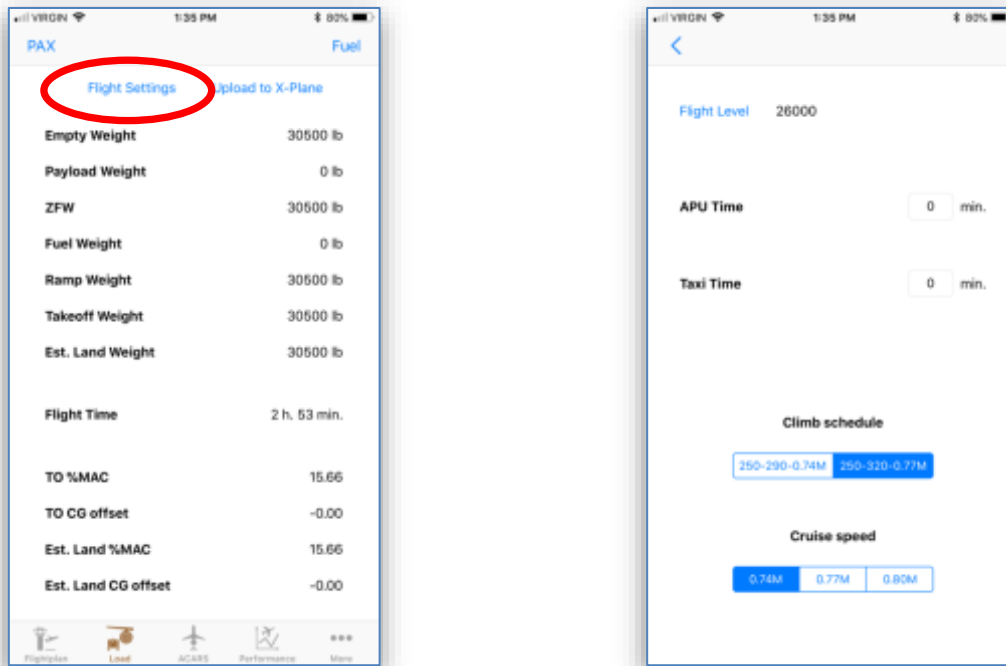 VIRGIN 1:35 PM 80%
PAX Fuel
Flight Settings Upload to X-Plane
Empty Weight 30500 lb
Payload Weight 0 lb
ZFW 30500 lb
Fuel Weight 0 lb
Ramp Weight 30500 lb
Takeoff Weight 30500 lb
Est. Land Weight 30500 lb
Flight Time 2 h. 53 min.
TO %MAC 15.66
TO CG offset -0.00
Est. Land %MAC 15.66
Est. Land CG offset -0.00
Flightplan Load ACARS Performance More
VIRGIN 1:35 PM 80%
Flight Level 26000
APU Time 0 min.
Taxi Time 0 min.
Climb schedule
250-290-0.74M 250-320-0.77M
Cruise speed
0.74M 0.77M 0.80M